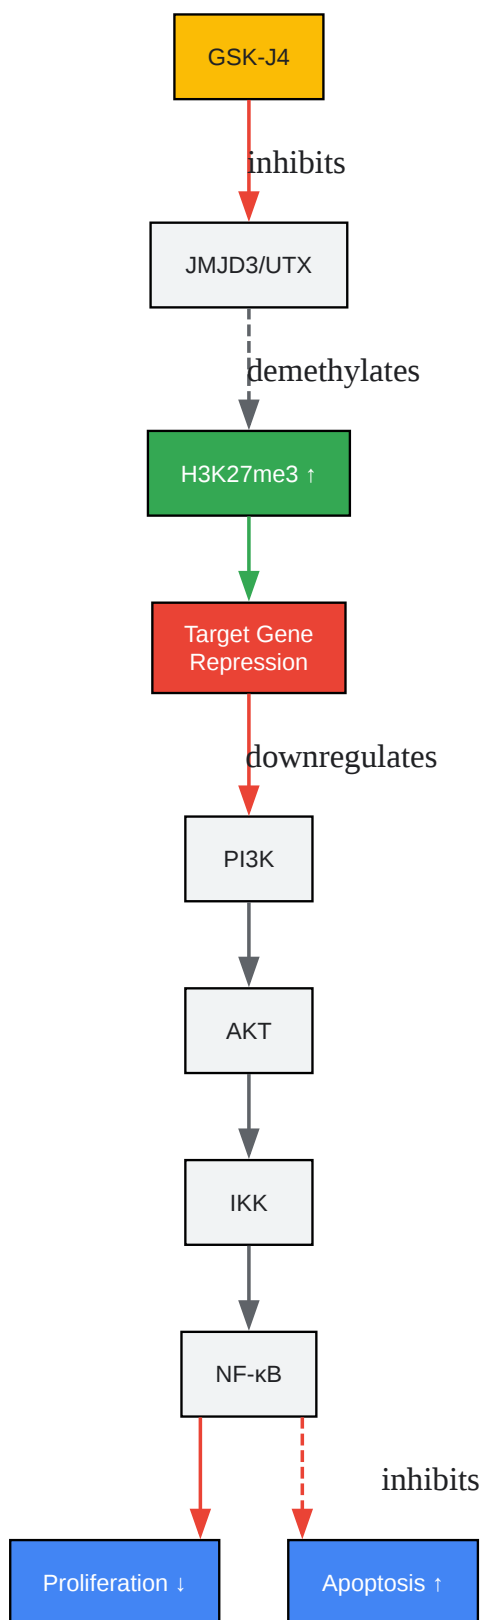 GSK-J4
inhibits
JMJD3/UTX
demethylates
H3K27me3 ↑
Target Gene
Repression
downregulates
PI3K
AKT
IKK
NF-κB
inhibits
Proliferation ↓
Apoptosis ↑